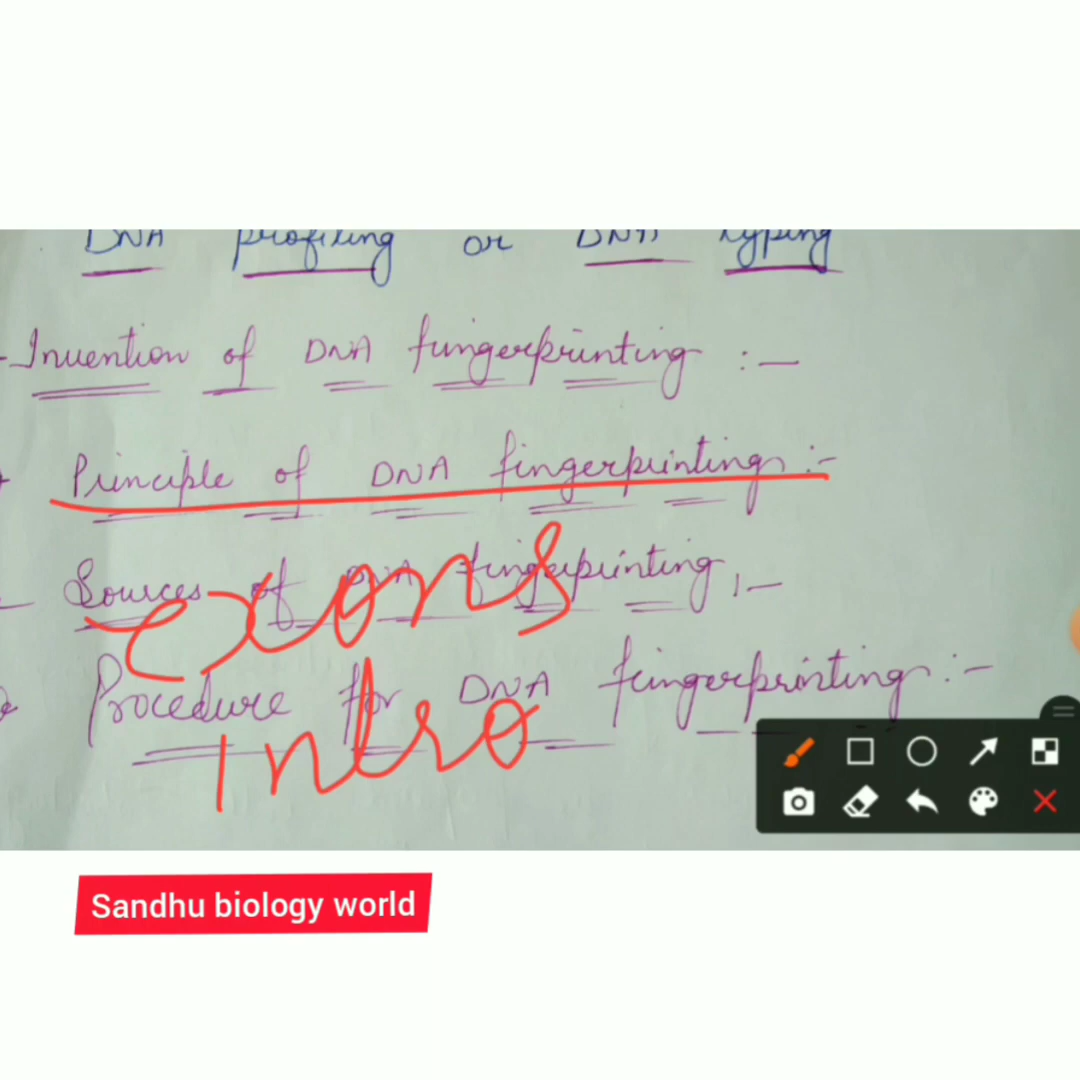 DNA profiling or DNA typing
Invention of DNA fingerprinting :-
Principle of DNA fingerprinting :-
Sources of DNA fingerprinting :-
exons
Procedure for DNA fingerprinting :-
intro
Sandhu biology world